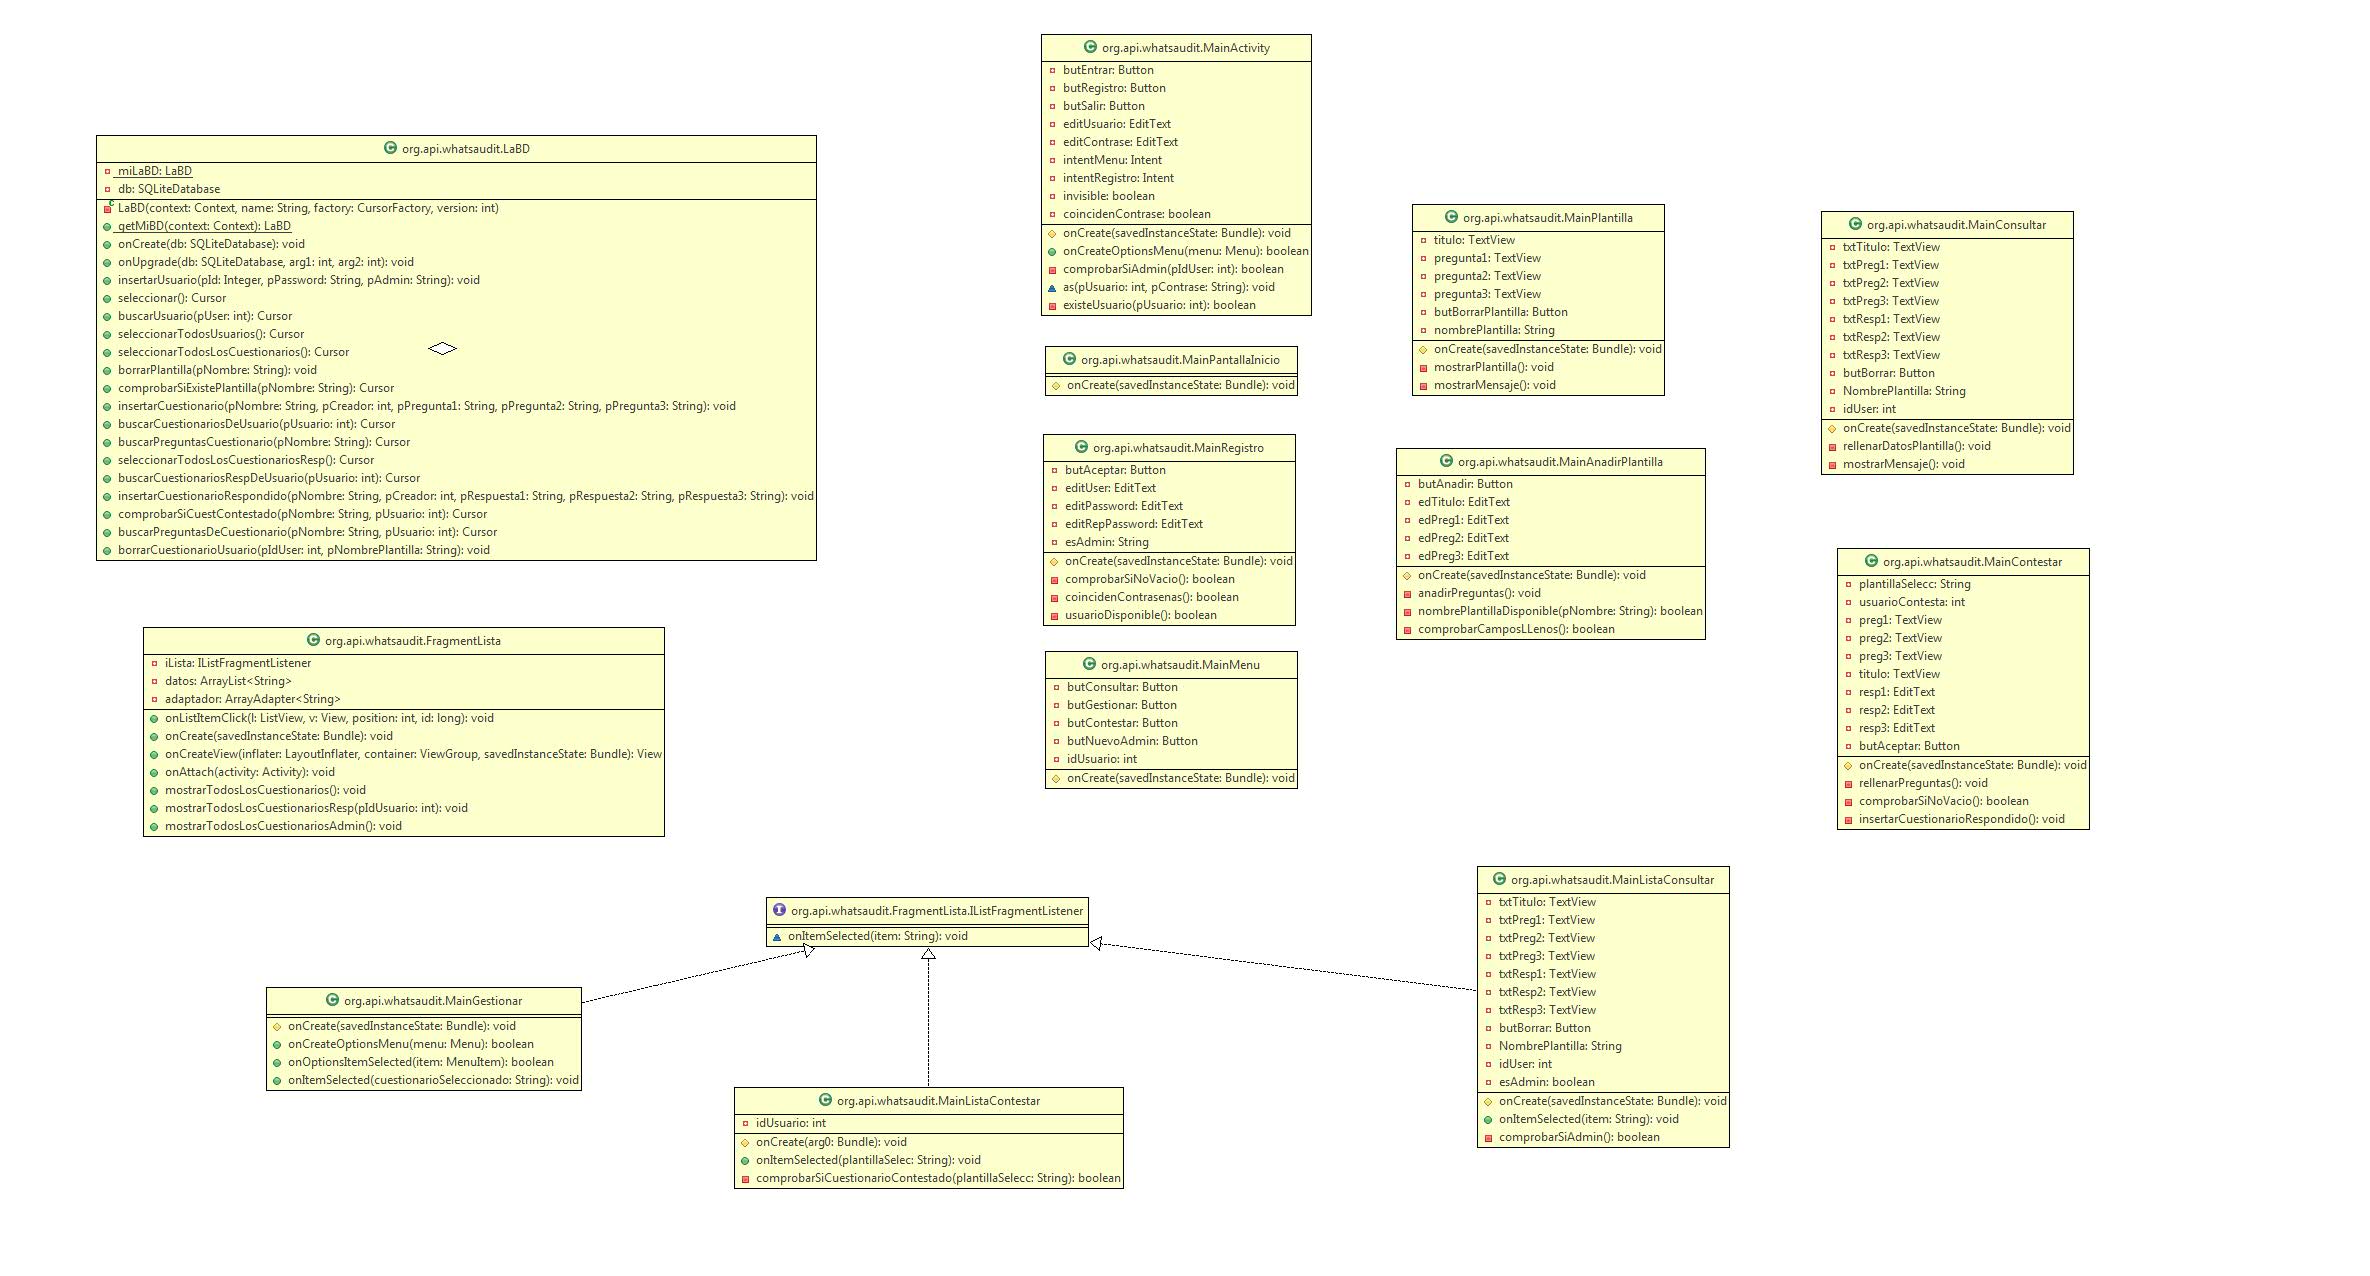 org.api.whatsaudit.MainActivity
butEntrar: Button
butRegistro: Button
butSalir: Button
editUsuario: EditText
editContrase: EditText
intentMenu: Intent
intentRegistro: Intent
invisible: boolean
coincidenContrase: boolean
onCreate(savedInstanceState: Bundle): void
onCreateOptionsMenu(menu: Menu): boolean
comprobarSiAdmin(pIdUser: int): boolean
as(pUsuario: int, pContrase: String): void
existeUsuario(pUsuario: int): boolean
org.api.whatsaudit.LaBD
miLaBD: LaBD
db: SQLiteDatabase
LaBD(context: Context, name: String, factory: CursorFactory, version: int)
getMiBD(context: Context): LaBD
onCreate(db: SQLiteDatabase): void
onUpgrade(db: SQLiteDatabase, arg1: int, arg2: int): void
insertarUsuario(pId: Integer, pPassword: String, pAdmin: String): void
seleccionar(): Cursor
buscarUsuario(pUser: int): Cursor
seleccionarTodosUsuarios(): Cursor
seleccionarTodosLosCuestionarios(): Cursor
borrarPlantilla(pNombre: String): void
comprobarSiExistePlantilla(pNombre: String): Cursor
insertarCuestionario(pNombre: String, pCreador: int, pPregunta1: String, pPregunta2: String, pPregunta3: String): void
buscarCuestionariosDeUsuario(pUsuario: int): Cursor
buscarPreguntasCuestionario(pNombre: String): Cursor
seleccionarTodosLosCuestionariosResp(): Cursor
buscarCuestionariosRespDeUsuario(pUsuario: int): Cursor
insertarCuestionarioRespondido(pNombre: String, pCreador: int, pRespuesta1: String, pRespuesta2: String, pRespuesta3: String): void
comprobarSiCuestContestado(pNombre: String, pUsuario: int): Cursor
buscarPreguntasDeCuestionario(pNombre: String, pUsuario: int): Cursor
borrarCuestionarioUsuario(pIdUser: int, pNombrePlantilla: String): void
org.api.whatsaudit.MainPlantilla
titulo: TextView
pregunta1: TextView
pregunta2: TextView
pregunta3: TextView
butBorrarPlantilla: Button
nombrePlantilla: String
onCreate(savedInstanceState: Bundle): void
mostrarPlantilla(): void
mostrarMensaje(): void
org.api.whatsaudit.MainConsultar
txtTitulo: TextView
txtPreg1: TextView
txtPreg2: TextView
txtPreg3: TextView
txtResp1: TextView
txtResp2: TextView
txtResp3: TextView
butBorrar: Button
NombrePlantilla: String
idUser: int
onCreate(savedInstanceState: Bundle): void
rellenarDatosPlantilla(): void
mostrarMensaje(): void
org.api.whatsaudit.MainPantallaInicio
onCreate(savedInstanceState: Bundle): void
org.api.whatsaudit.MainRegistro
butAceptar: Button
editUser: EditText
editPassword: EditText
editRepPassword: EditText
esAdmin: String
onCreate(savedInstanceState: Bundle): void
comprobarSiNoVacio(): boolean
coincidenContrasenas(): boolean
usuarioDisponible(): boolean
org.api.whatsaudit.MainAnadirPlantilla
butAnadir: Button
edTitulo: EditText
edPreg1: EditText
edPreg2: EditText
edPreg3: EditText
onCreate(savedInstanceState: Bundle): void
anadirPreguntas(): void
nombrePlantillaDisponible(pNombre: String): boolean
comprobarCamposLLenos(): boolean
org.api.whatsaudit.MainContestar
plantillaSelecc: String
usuarioContesta: int
preg1: TextView
preg2: TextView
preg3: TextView
titulo: TextView
resp1: EditText
resp2: EditText
resp3: EditText
butAceptar: Button
onCreate(savedInstanceState: Bundle): void
rellenarPreguntas(): void
comprobarSiNoVacio(): boolean
insertarCuestionarioRespondido(): void
org.api.whatsaudit.FragmentLista
iLista: IListFragmentListener
datos: ArrayList<String>
adaptador: ArrayAdapter<String>
onListItemClick(l: ListView, v: View, position: int, id: long): void
onCreate(savedInstanceState: Bundle): void
onCreateView(inflater: LayoutInflater, container: ViewGroup, savedInstanceState: Bundle): View
onAttach(activity: Activity): void
mostrarTodosLosCuestionarios(): void
mostrarTodosLosCuestionariosResp(pIdUsuario: int): void
mostrarTodosLosCuestionariosAdmin(): void
org.api.whatsaudit.MainMenu
butConsultar: Button
butGestionar: Button
butContestar: Button
butNuevoAdmin: Button
idUsuario: int
onCreate(savedInstanceState: Bundle): void
org.api.whatsaudit.FragmentLista.IListFragmentListener
onItemSelected(item: String): void
org.api.whatsaudit.MainListaConsultar
txtTitulo: TextView
txtPreg1: TextView
txtPreg2: TextView
txtPreg3: TextView
txtResp1: TextView
txtResp2: TextView
txtResp3: TextView
butBorrar: Button
NombrePlantilla: String
idUser: int
esAdmin: boolean
onCreate(savedInstanceState: Bundle): void
onItemSelected(item: String): void
comprobarSiAdmin(): boolean
org.api.whatsaudit.MainGestionar
onCreate(savedInstanceState: Bundle): void
onCreateOptionsMenu(menu: Menu): boolean
onOptionsItemSelected(item: MenuItem): boolean
onItemSelected(cuestionarioSeleccionado: String): void
org.api.whatsaudit.MainListaContestar
idUsuario: int
onCreate(arg0: Bundle): void
onItemSelected(plantillaSelec: String): void
comprobarSiCuestionarioContestado(plantillaSelecc: String): boolean